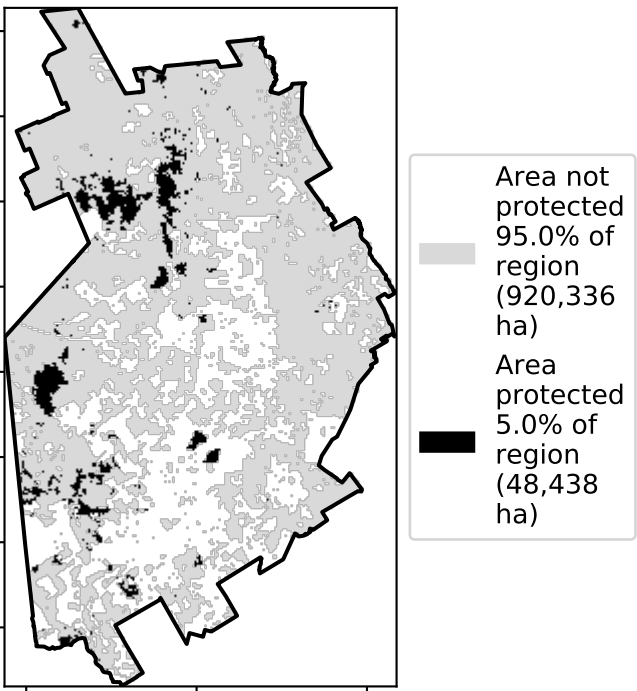 Area not
protected
95.0% of
region
(920,336
ha)
Area
protected
5.0% of
region
(48,438
ha)